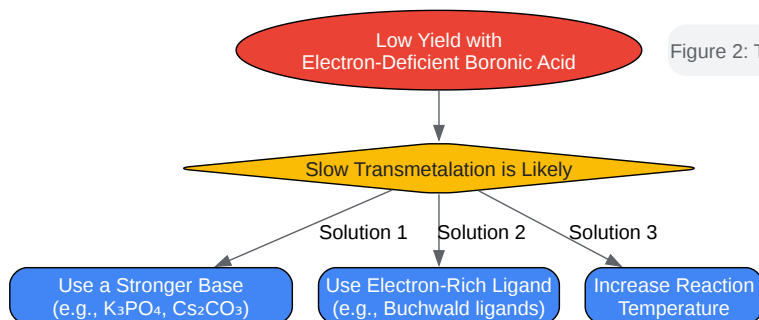 Low Yield with
Electron-Deficient Boronic Acid
Figure 2: T
Slow Transmetalation is Likely
Solution 1
Solution 2
Solution 3
Use a Stronger Base
(e.g., K₃PO₄, Cs₂CO₃)
Use Electron-Rich Ligand
(e.g., Buchwald ligands)
Increase Reaction
Temperature